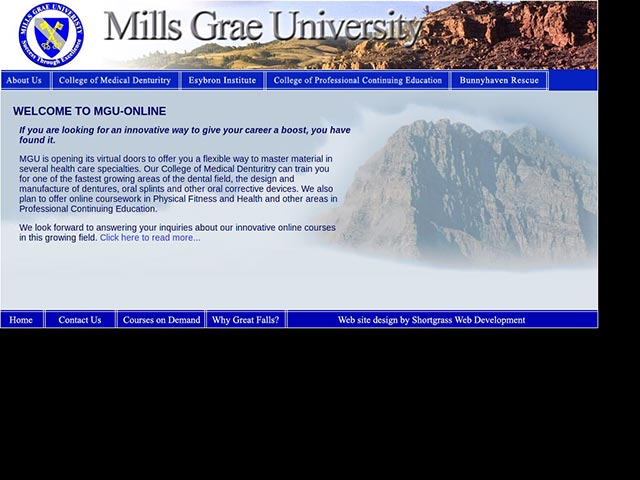 MILLS GRAE UNIVERISTY
Success Through Excellence
Mills Grae University
About Us
College of Medical Denturitry
Esybron Institute
College of Professional Continuing Education
Bunnyhaven Rescue
WELCOME TO MGU-ONLINE
If you are looking for an innovative way to give your career a boost, you have
found it.
MGU is opening its virtual doors to offer you a flexible way to master material in
several health care specialties. Our College of Medical Denturitry can train you
for one of the fastest growing areas of the dental field, the design and
manufacture of dentures, oral splints and other oral corrective devices. We also
plan to offer online coursework in Physical Fitness and Health and other areas in
Professional Continuing Education.
We look forward to answering your inquiries about our innovative online courses
in this growing field. Click here to read more...
Home
Contact Us
Courses on Demand
Why Great Falls?
Web site design by Shortgrass Web Development